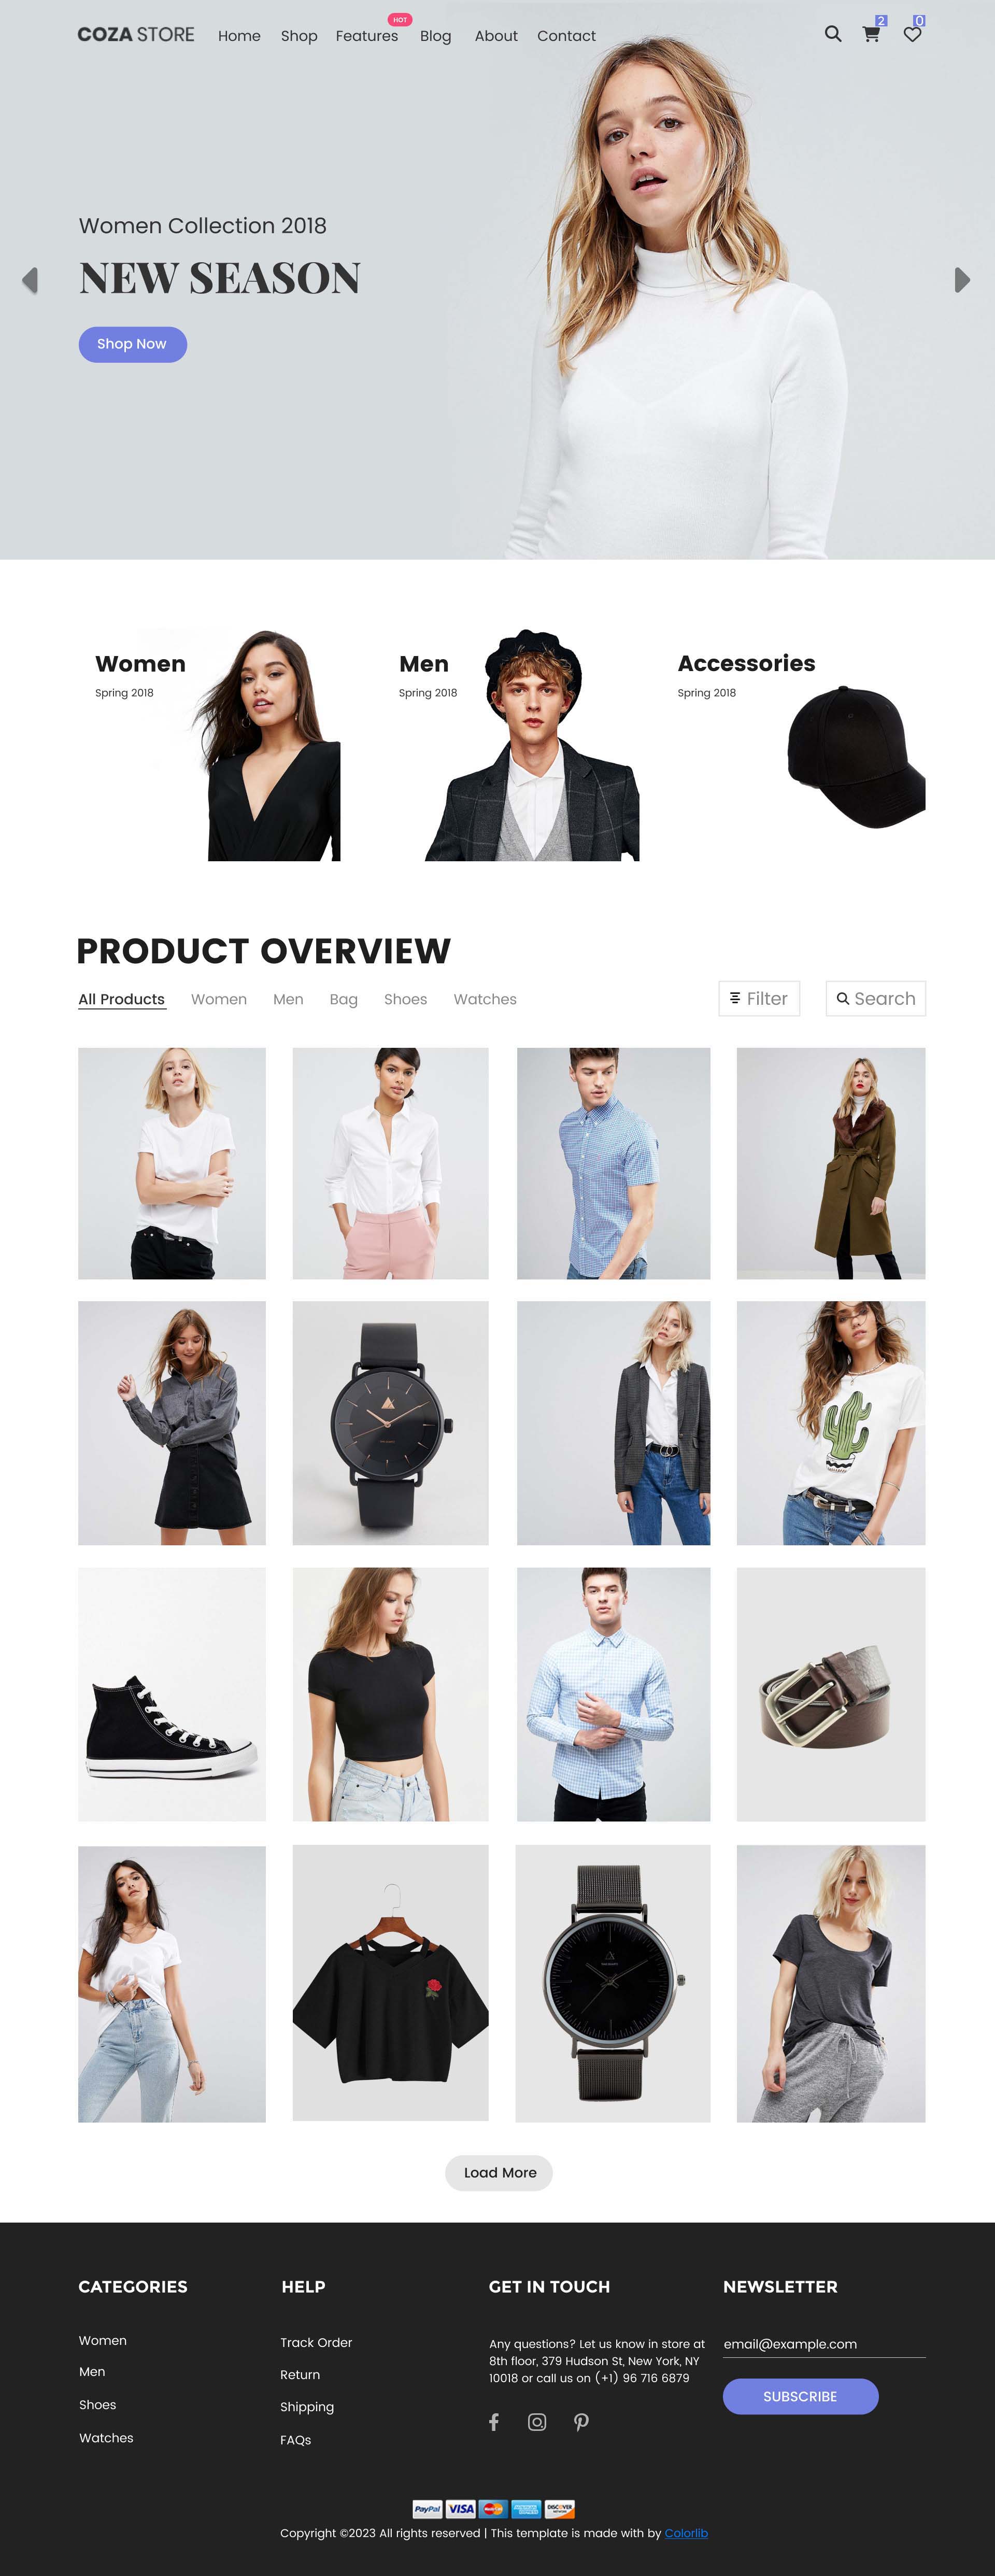 COZA STORE Home Shop Features HOT Blog About Contact 2 0
Women Collection 2018
NEW SEASON
Shop Now
Women
Spring 2018
Men
Spring 2018
Accessories
Spring 2018
PRODUCT OVERVIEW
All Products Women Men Bag Shoes Watches Filter Search
Load More
CATEGORIES
Women
Men
Shoes
Watches
HELP
Track Order
Return
Shipping
FAQs
GET IN TOUCH
Any questions? Let us know in store at
8th floor, 379 Hudson St, New York, NY
10018 or call us on (+1) 96 716 6879
NEWSLETTER
email@example.com
SUBSCRIBE
PayPal VISA MasterCard DISCOVER
Copyright ©2023 All rights reserved | This template is made with by Colorlib